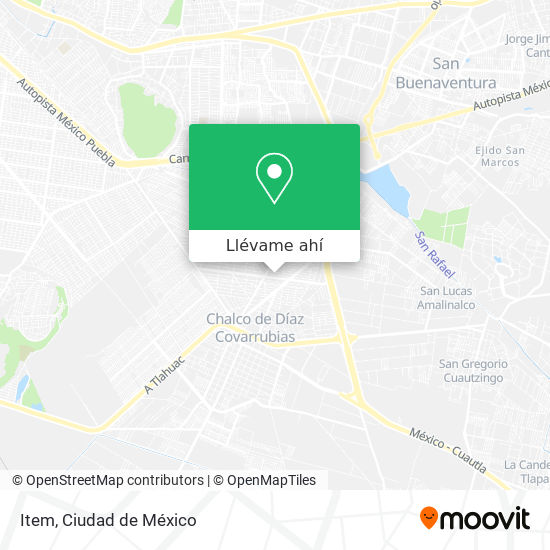 Jorge Jim
Cant
San
Buenaventura
Autopista Méxic
Autopista México Puebla
Cam
Ejido San
Marcos
Llévame ahí
San Rafael
San Lucas
Amalinalco
Chalco de Díaz
Covarrubias
A Tlahuac
San Gregorio
Cuautzingo
México - Cuautla
La Cande
Tlapa
© OpenStreetMap contributors | © OpenMapTiles
Item, Ciudad de México
moovit